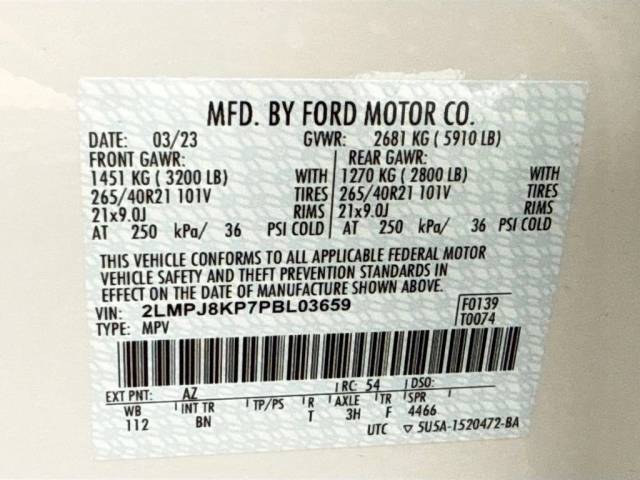 MFD. BY FORD MOTOR CO.
DATE: 03/23 GVWR: 2681 KG ( 5910 LB)
FRONT GAWR: REAR GAWR:
1451 KG ( 3200 LB) WITH 1270 KG ( 2800 LB) WITH
265/40R21 101V TIRES 265/40R21 101V TIRES
21x9.0J RIMS 21x9.0J RIMS
AT 250 kPa/ 36 PSI COLD AT 250 kPa/ 36 PSI COLD
THIS VEHICLE CONFORMS TO ALL APPLICABLE FEDERAL MOTOR
VEHICLE SAFETY AND THEFT PREVENTION STANDARDS IN
EFFECT ON THE DATE OF MANUFACTURE SHOWN ABOVE.
VIN: 2LMPJ8KP7PBL03659 F0139
TYPE: MPV T0074
EXT PNT: AZ RC: 54 DSO:
WB INT TR TP/PS R AXLE TR SPR
112 BN T 3H F 4466
UTC ▽ 5U5A-1520472-BA